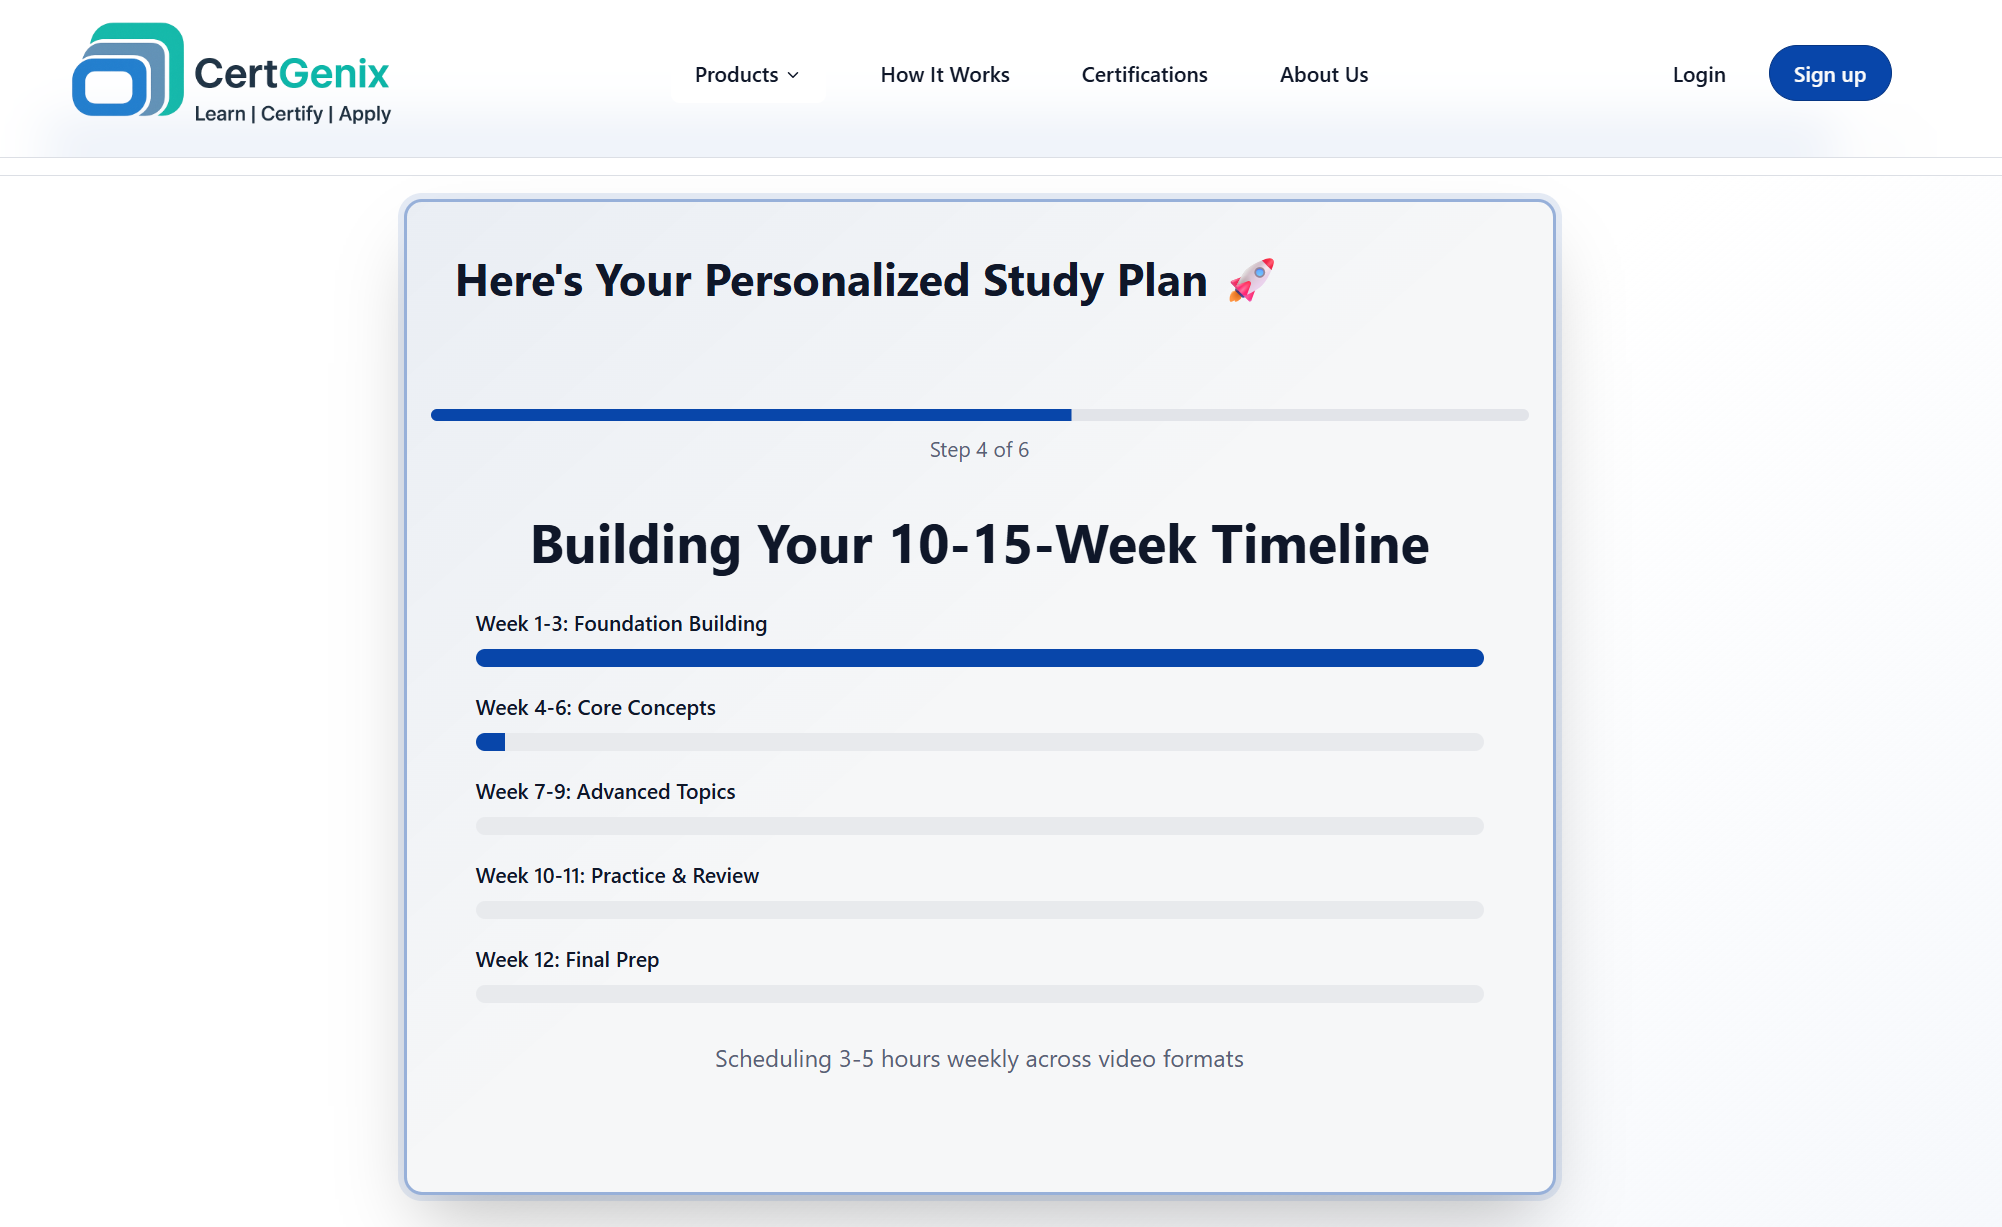 CertGenix
Learn | Certify | Apply
Products
How It Works
Certifications
About Us
Login
Sign up
Here's Your Personalized Study Plan 🚀
Step 4 of 6
Building Your 10-15-Week Timeline
Week 1-3: Foundation Building
Week 4-6: Core Concepts
Week 7-9: Advanced Topics
Week 10-11: Practice & Review
Week 12: Final Prep
Scheduling 3-5 hours weekly across video formats